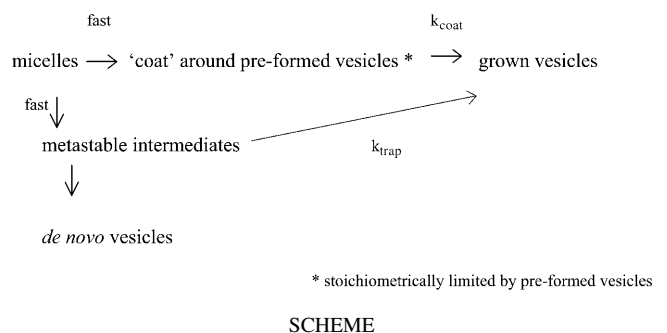 fast
k_coat
micelles → 'coat' around pre-formed vesicles * → grown vesicles
fast
metastable intermediates
k_trap
de novo vesicles
* stoichiometrically limited by pre-formed vesicles
SCHEME